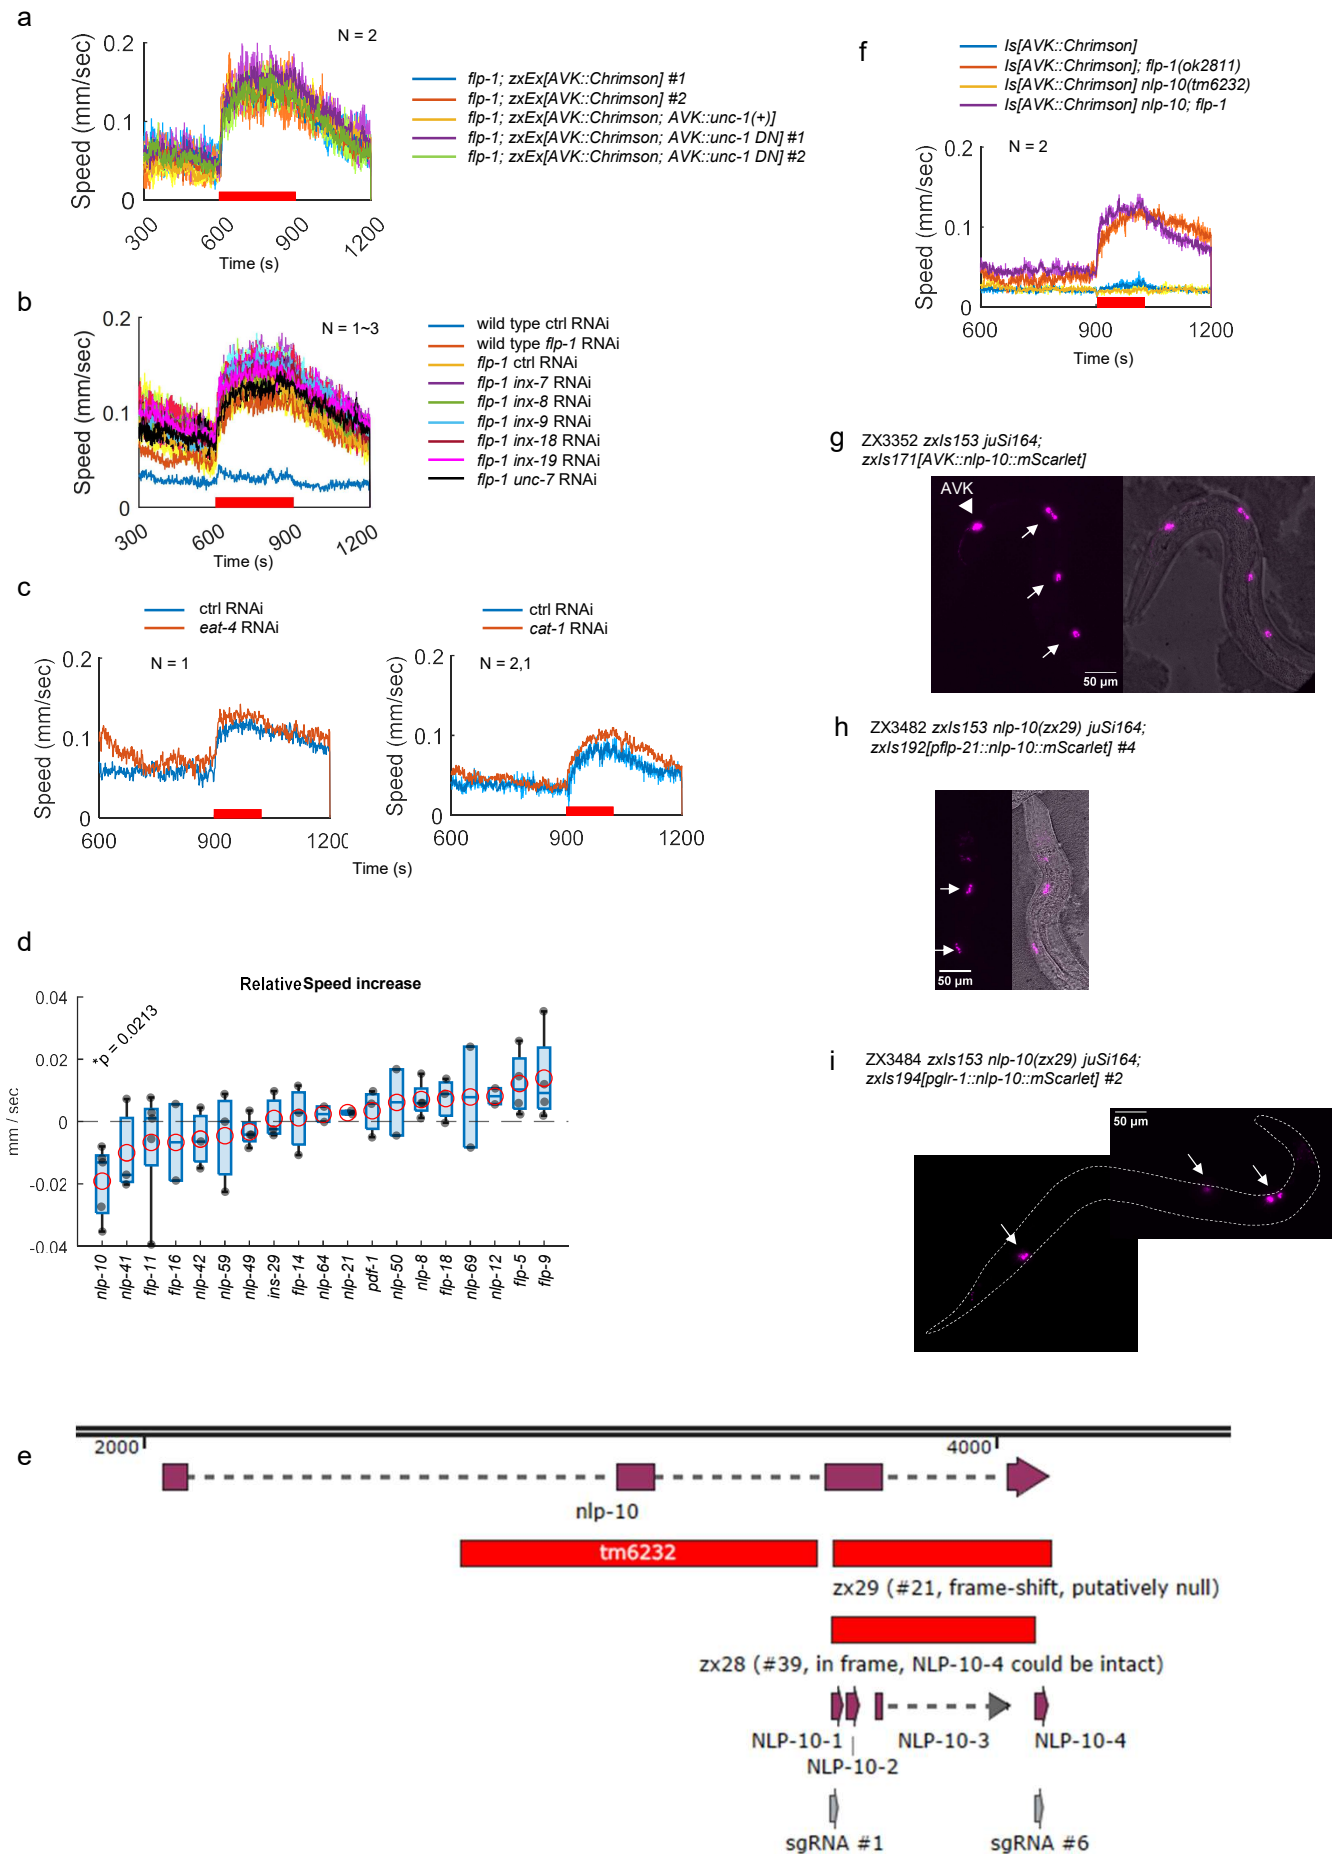 a
Speed (mm/sec)
0.2
0.1
0
N = 2
300
600
900
1200
Time (s)
flp-1; zxEx[AVK::Chrimson] #1
flp-1; zxEx[AVK::Chrimson] #2
flp-1; zxEx[AVK::Chrimson; AVK::unc-1(+)]
flp-1; zxEx[AVK::Chrimson; AVK::unc-1 DN] #1
flp-1; zxEx[AVK::Chrimson; AVK::unc-1 DN] #2
b
Speed (mm/sec)
0.2
0.1
0
N = 1~3
300
600
900
1200
Time (s)
wild type ctrl RNAi
wild type flp-1 RNAi
flp-1 ctrl RNAi
flp-1 inx-7 RNAi
flp-1 inx-8 RNAi
flp-1 inx-9 RNAi
flp-1 inx-18 RNAi
flp-1 inx-19 RNAi
flp-1 unc-7 RNAi
c
ctrl RNAi
eat-4 RNAi
N = 1
Speed (mm/sec)
0.2
0.1
0
600
900
1200
ctrl RNAi
cat-1 RNAi
N = 2,1
Speed (mm/sec)
0.2
0.1
0
600
900
1200
Time (s)
d
Relative Speed increase
mm / sec
0.04
0.02
0
-0.02
-0.04
*p = 0.0213
nlp-10
nlp-41
flp-11
flp-16
nlp-42
nlp-59
nlp-49
ins-29
flp-14
nlp-64
nlp-21
pdf-1
nlp-50
nlp-8
flp-18
nlp-69
nlp-12
flp-5
flp-9
e
2000
4000
nlp-10
tm6232
zx29 (#21, frame-shift, putatively null)
zx28 (#39, in frame, NLP-10-4 could be intact)
NLP-10-1
NLP-10-3
NLP-10-4
NLP-10-2
sgRNA #1
sgRNA #6
f
Is[AVK::Chrimson]
Is[AVK::Chrimson]; flp-1(ok2811)
Is[AVK::Chrimson] nlp-10(tm6232)
Is[AVK::Chrimson] nlp-10; flp-1
N = 2
Speed (mm/sec)
0.2
0.1
0
600
900
1200
Time (s)
g
ZX3352 zxIs153 juSi164;
zxIs171[AVK::nlp-10::mScarlet]
AVK
50 µm
h
ZX3482 zxIs153 nlp-10(zx29) juSi164;
zxIs192[pflp-21::nlp-10::mScarlet] #4
50 µm
i
ZX3484 zxIs153 nlp-10(zx29) juSi164;
zxIs194[pglr-1::nlp-10::mScarlet] #2
50 µm